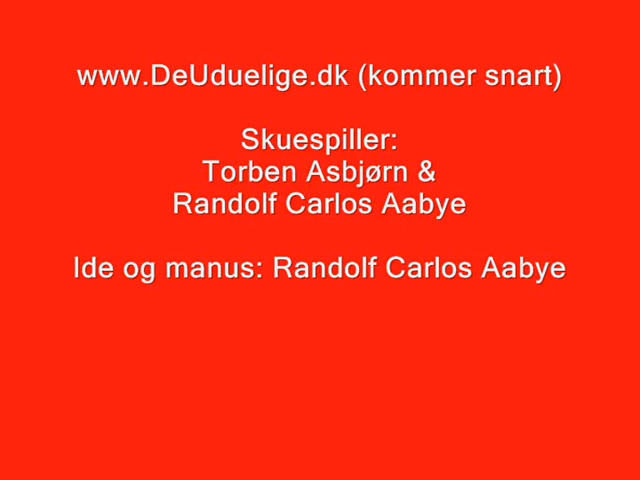 www.DeUduelige.dk (kommer snart)
Skuespiller:
Torben Asbjørn &
Randolf Carlos Aabye
Ide og manus: Randolf Carlos Aabye